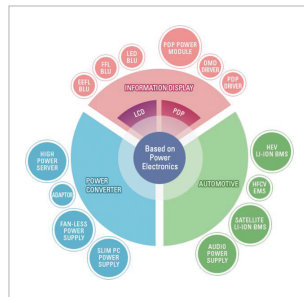 PDP POWER
MODULE
LED
BLU
FFL
BLU
EEFL
BLU
DMD
DRIVER
PDP
DRIVER
INFORMATION DISPLAY
LCD
PDP
Based on
Power
Electronics
HIGH
POWER
SERVER
ADAPTOR
FAN-LESS
POWER
SUPPLY
SLIM PC
POWER
SUPPLY
POWER
CONVERTER
AUTOMOTIVE
HEV
LI-ION BMS
HFCV
EMS
SATELLITE
LI-ION BMS
AUDIO
POWER
SUPPLY